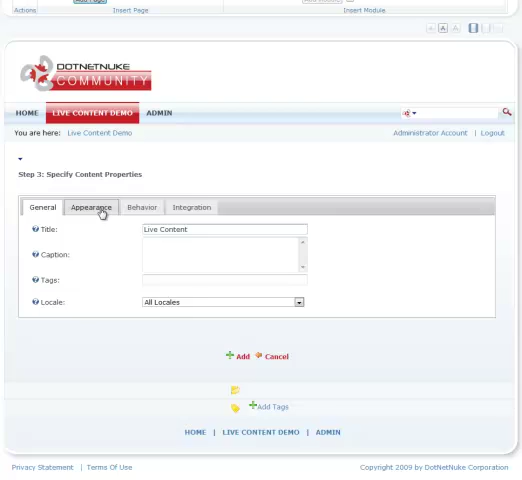 Add Page
Actions Insert Page Insert Module
A A A
DOTNETNUKE
COMMUNITY
HOME LIVE CONTENT DEMO ADMIN
You are here: Live Content Demo Administrator Account | Logout
Step 3: Specify Content Properties
General Appearance Behavior Integration
Title: Live Content
Caption:
Tags:
Locale: All Locales
Add Cancel
Add Tags
HOME | LIVE CONTENT DEMO | ADMIN
Privacy Statement | Terms Of Use Copyright 2009 by DotNetNuke Corporation